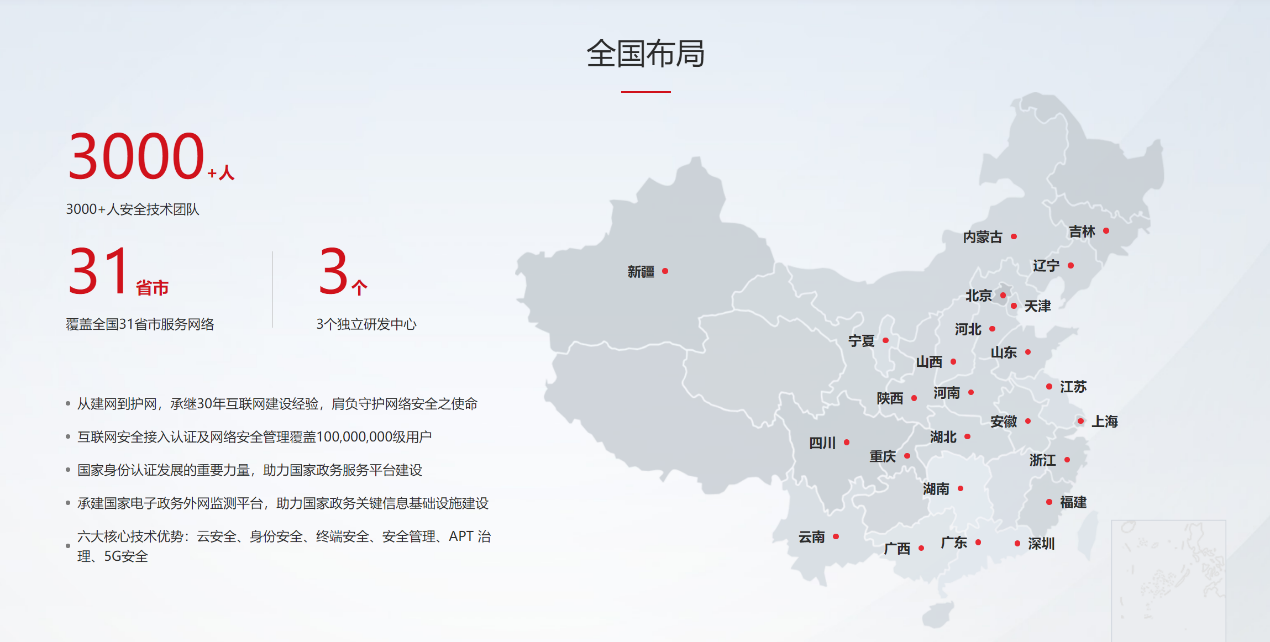 全国布局
3000+人
3000+人安全技术团队
31省市
3个
覆盖全国31省市服务网络
3个独立研发中心
从建网到护网，承继30年互联网建设经验，肩负守护网络安全之使命
互联网安全接入认证及网络安全管理覆盖100,000,000级用户
国家身份认证发展的重要力量，助力国家政务服务平台建设
承建国家电子政务外网监测平台，助力国家政务关键信息基础设施建设
六大核心技术优势：云安全、身份安全、终端安全、安全管理、APT 治
理、5G安全
吉林
内蒙古
辽宁
新疆
北京
天津
河北
宁夏
山东
山西
江苏
河南
陕西
安徽
上海
湖北
四川
重庆
浙江
湖南
福建
云南
广东
深圳
广西